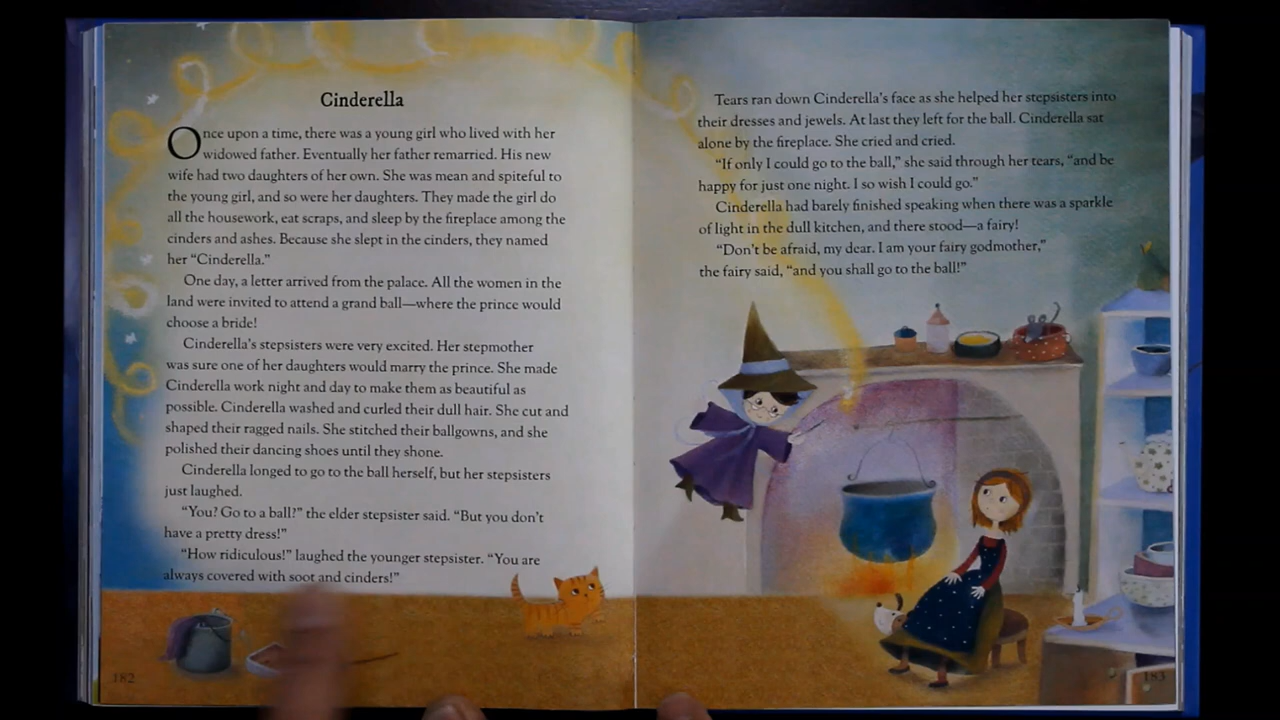 Cinderella
Once upon a time, there was a young girl who lived with her
widowed father. Eventually her father remarried. His new
wife had two daughters of her own. She was mean and spiteful to
the young girl, and so were her daughters. They made the girl do
all the housework, eat scraps, and sleep by the fireplace among the
cinders and ashes. Because she slept in the cinders, they named
her “Cinderella.”
One day, a letter arrived from the palace. All the women in the
land were invited to attend a grand ball—where the prince would
choose a bride!
Cinderella’s stepsisters were very excited. Her stepmother
was sure one of her daughters would marry the prince. She made
Cinderella work night and day to make them as beautiful as
possible. Cinderella washed and curled their dull hair. She cut and
shaped their ragged nails. She stitched their ballgowns, and she
polished their dancing shoes until they shone.
Cinderella longed to go to the ball herself, but her stepsisters
just laughed.
“You? Go to a ball?” the elder stepsister said. “But you don’t
have a pretty dress!”
“How ridiculous!” laughed the younger stepsister. “You are
always covered with soot and cinders!”
182
Tears ran down Cinderella’s face as she helped her stepsisters into
their dresses and jewels. At last they left for the ball. Cinderella sat
alone by the fireplace. She cried and cried.
“If only I could go to the ball,” she said through her tears, “and be
happy for just one night. I so wish I could go.”
Cinderella had barely finished speaking when there was a sparkle
of light in the dull kitchen, and there stood—a fairy!
“Don’t be afraid, my dear. I am your fairy godmother,”
the fairy said, “and you shall go to the ball!”
183